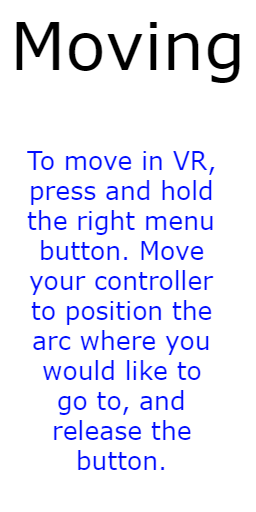 Moving
To move in VR,
press and hold
the right menu
button. Move
your controller
to position the
arc where you
would like to
go to, and
release the
button.